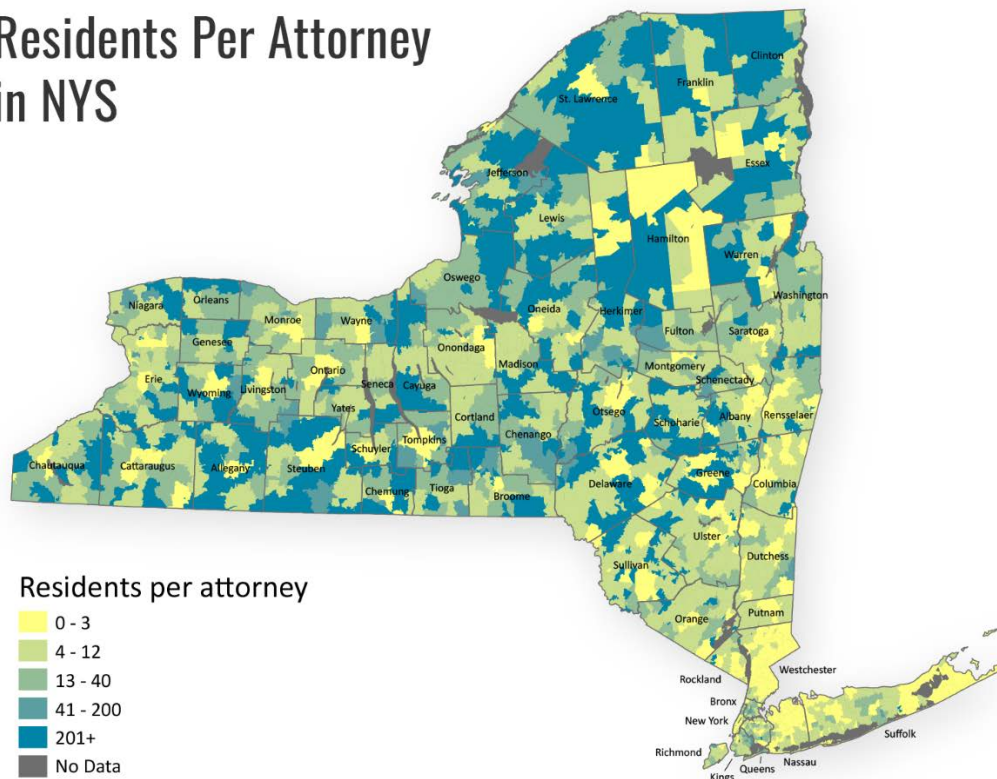 Residents Per Attorney
in NYS
Clinton
Franklin
St. Lawrence
Essex
Jefferson
Lewis
Hamilton
Warren
Oswego
Washington
Oneida
Herkimer
Niagara
Orleans
Monroe
Wayne
Fulton
Saratoga
Genesee
Onondaga
Madison
Montgomery
Schenectady
Erie
Wyoming
Livingston
Ontario
Seneca
Cayuga
Otsego
Schoharie
Albany
Rensselaer
Yates
Cortland
Chenango
Tompkins
Schuyler
Chautauqua
Cattaraugus
Allegany
Steuben
Greene
Chemung
Tioga
Broome
Delaware
Columbia
Ulster
Dutchess
Sullivan
Orange
Putnam
Rockland
Westchester
Bronx
New York
Richmond
Kings
Queens
Nassau
Suffolk
Residents per attorney
0 - 3
4 - 12
13 - 40
41 - 200
201+
No Data